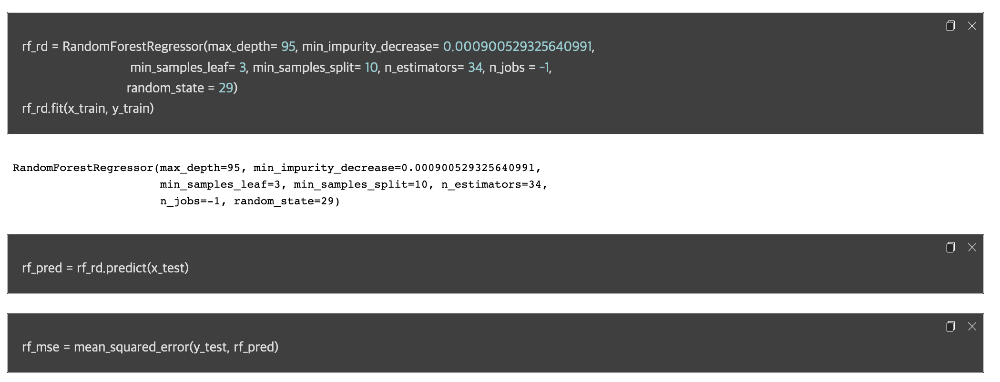 rf_rd = RandomForestRegressor(max_depth= 95, min_impurity_decrease= 0.000900529325640991,
min_samples_leaf= 3, min_samples_split= 10, n_estimators= 34, n_jobs = -1,
random_state = 29)
rf_rd.fit(x_train, y_train)
RandomForestRegressor(max_depth=95, min_impurity_decrease=0.000900529325640991,
min_samples_leaf=3, min_samples_split=10, n_estimators=34,
n_jobs=-1, random_state=29)
rf_pred = rf_rd.predict(x_test)
rf_mse = mean_squared_error(y_test, rf_pred)